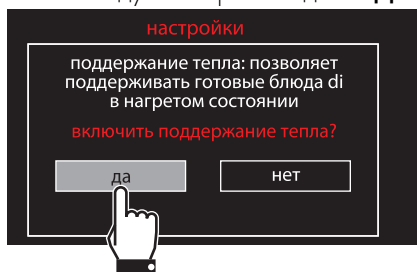 настройки
поддержание тепла: позволяет
поддерживать готовые блюда di
в нагретом состоянии
включить поддержание тепла?
да
нет